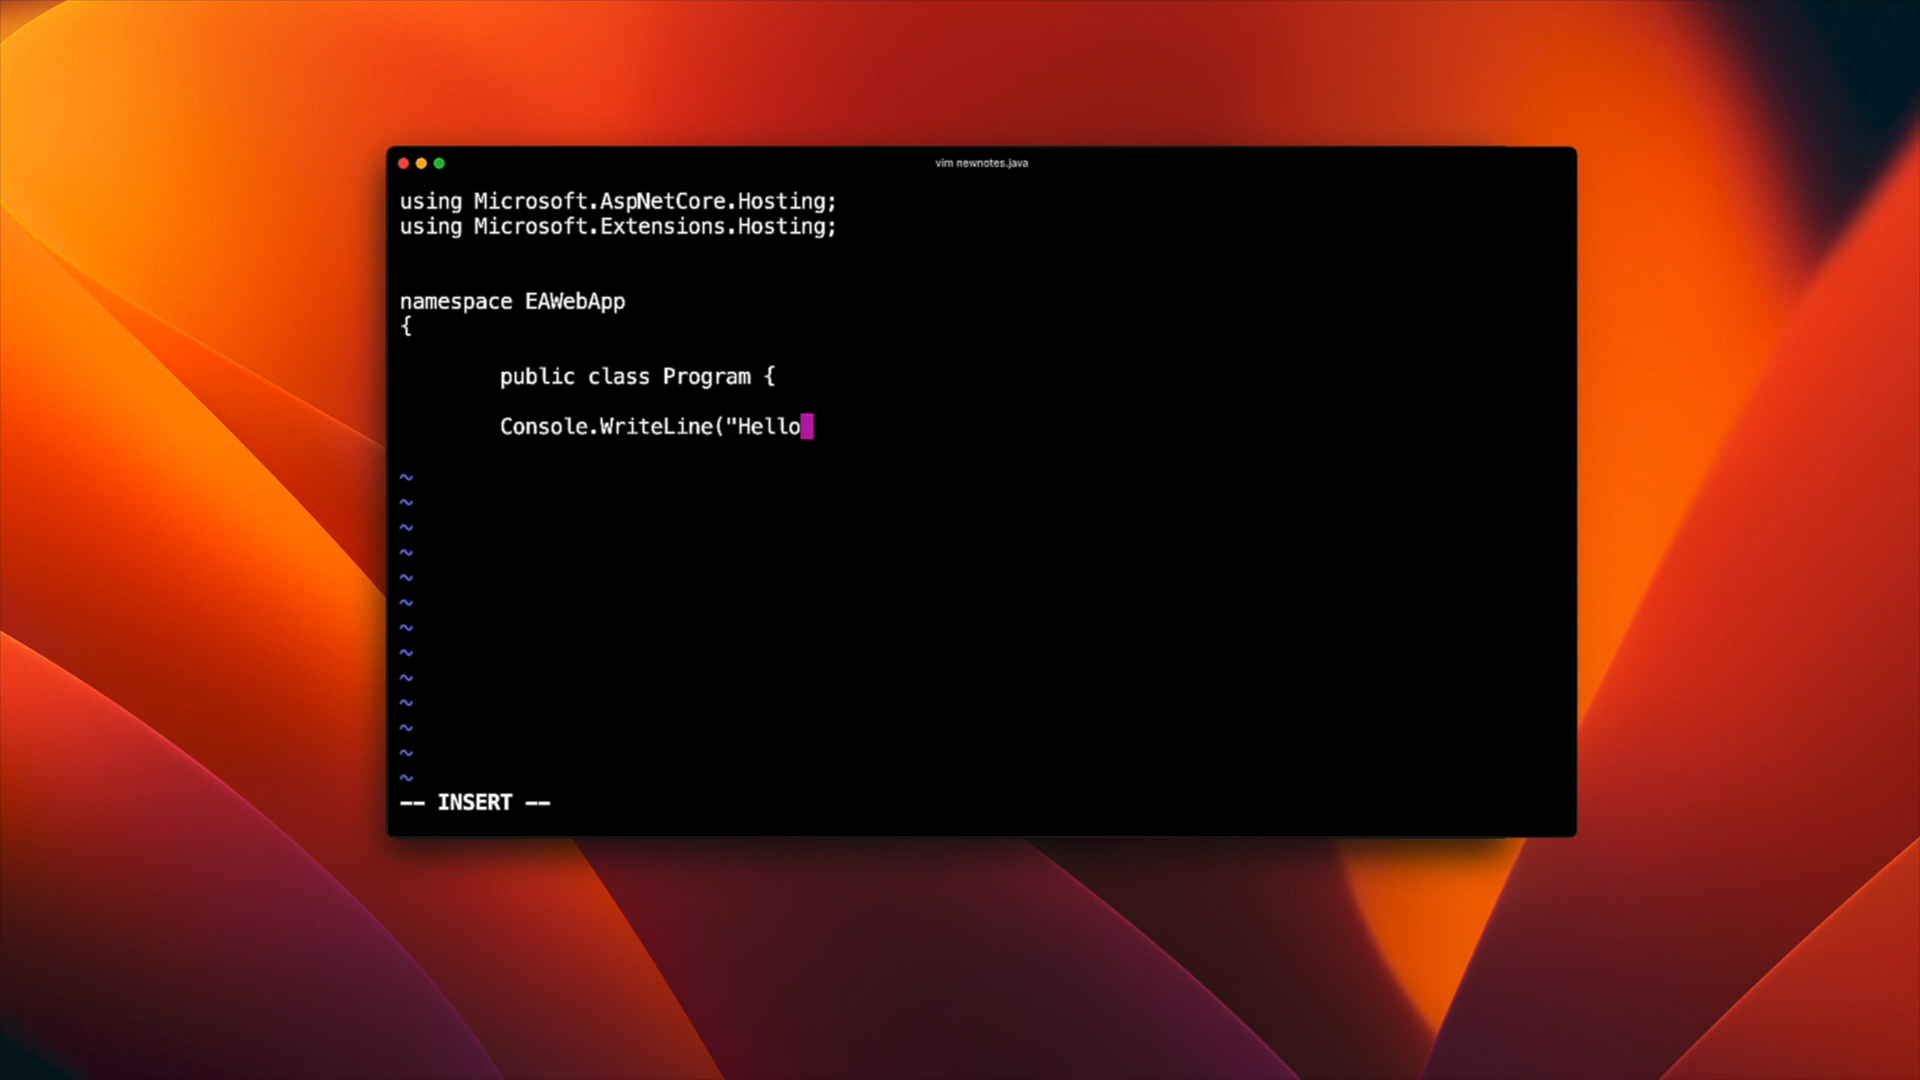 vim newnotes.java
using Microsoft.AspNetCore.Hosting;
using Microsoft.Extensions.Hosting;
namespace EAWebApp
{
public class Program {
Console.WriteLine("Hello
~
~
~
~
~
~
~
~
~
~
~
~
~
-- INSERT --